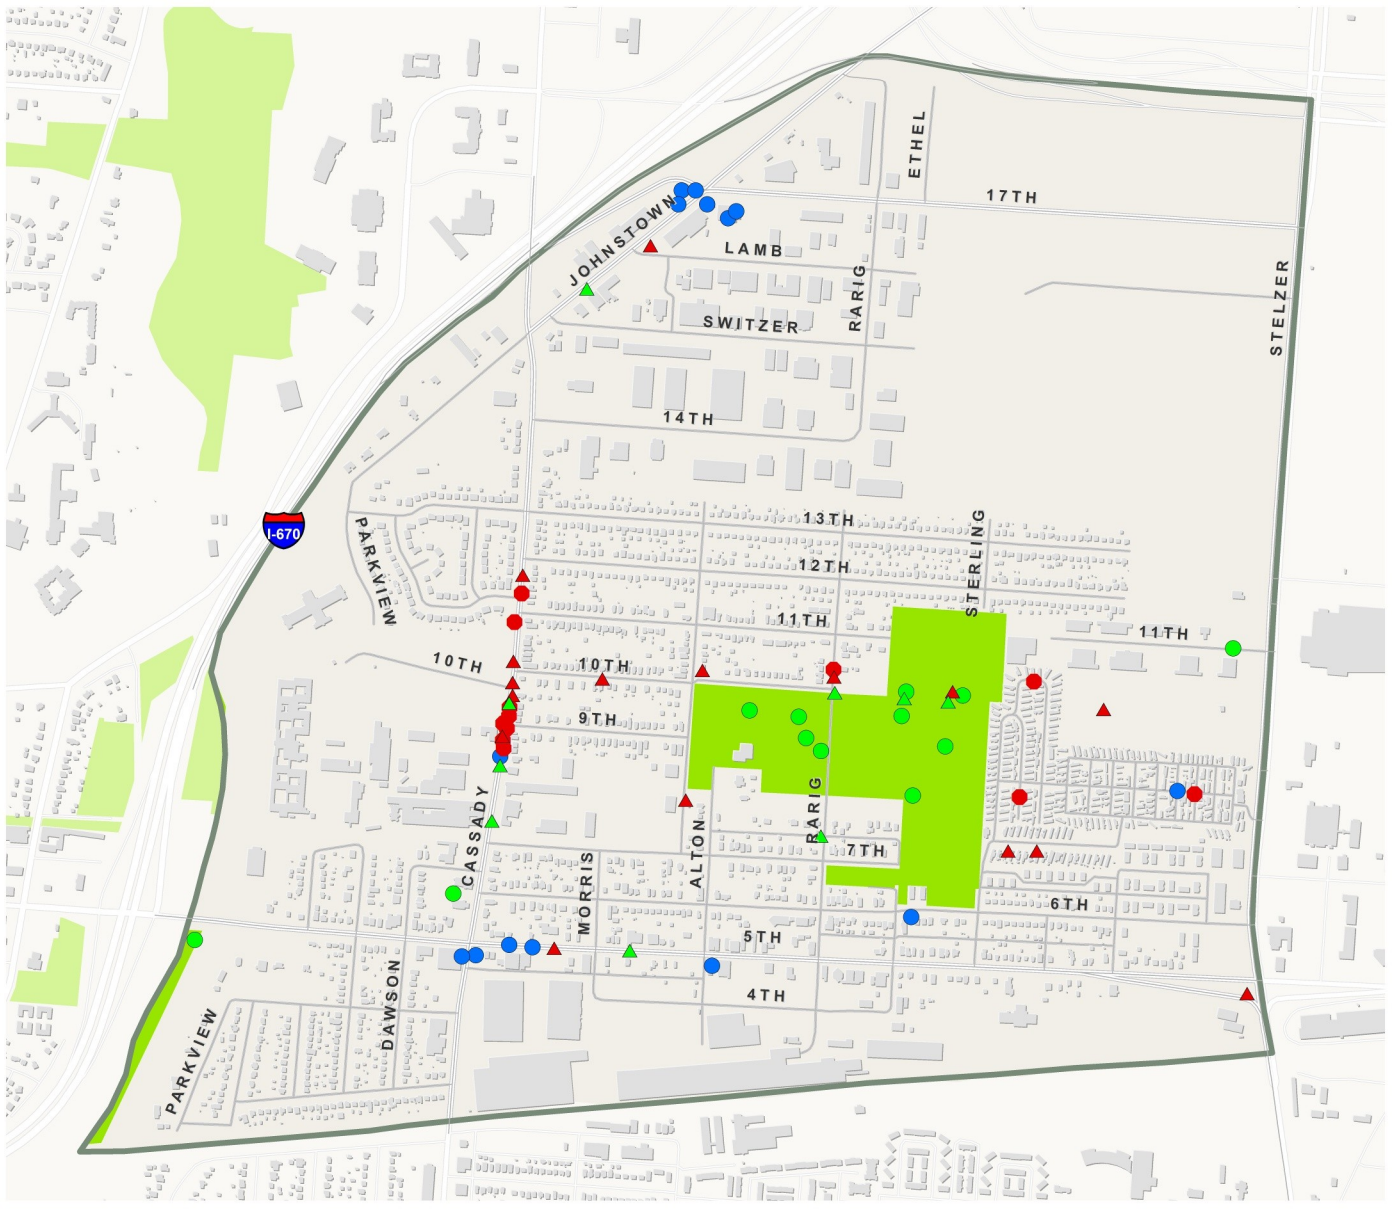 ETHEL
17TH
JOHNSTOWN
LAMB
RARIG
STELZER
SWITZER
14TH
I-670
PARKVIEW
13TH
STERLING
12TH
11TH
11TH
10TH
10TH
9TH
CASSADY
RARIG
ALTON
7TH
MORRIS
6TH
5TH
DAWSON
4TH
PARKVIEW